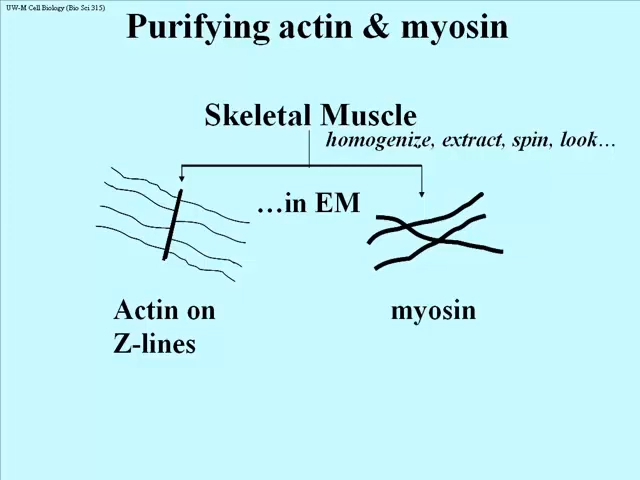 UW-M Cell Biology (Bio Sci 315)
Purifying actin & myosin
Skeletal Muscle
homogenize, extract, spin, look…
…in EM
Actin on
Z-lines
myosin